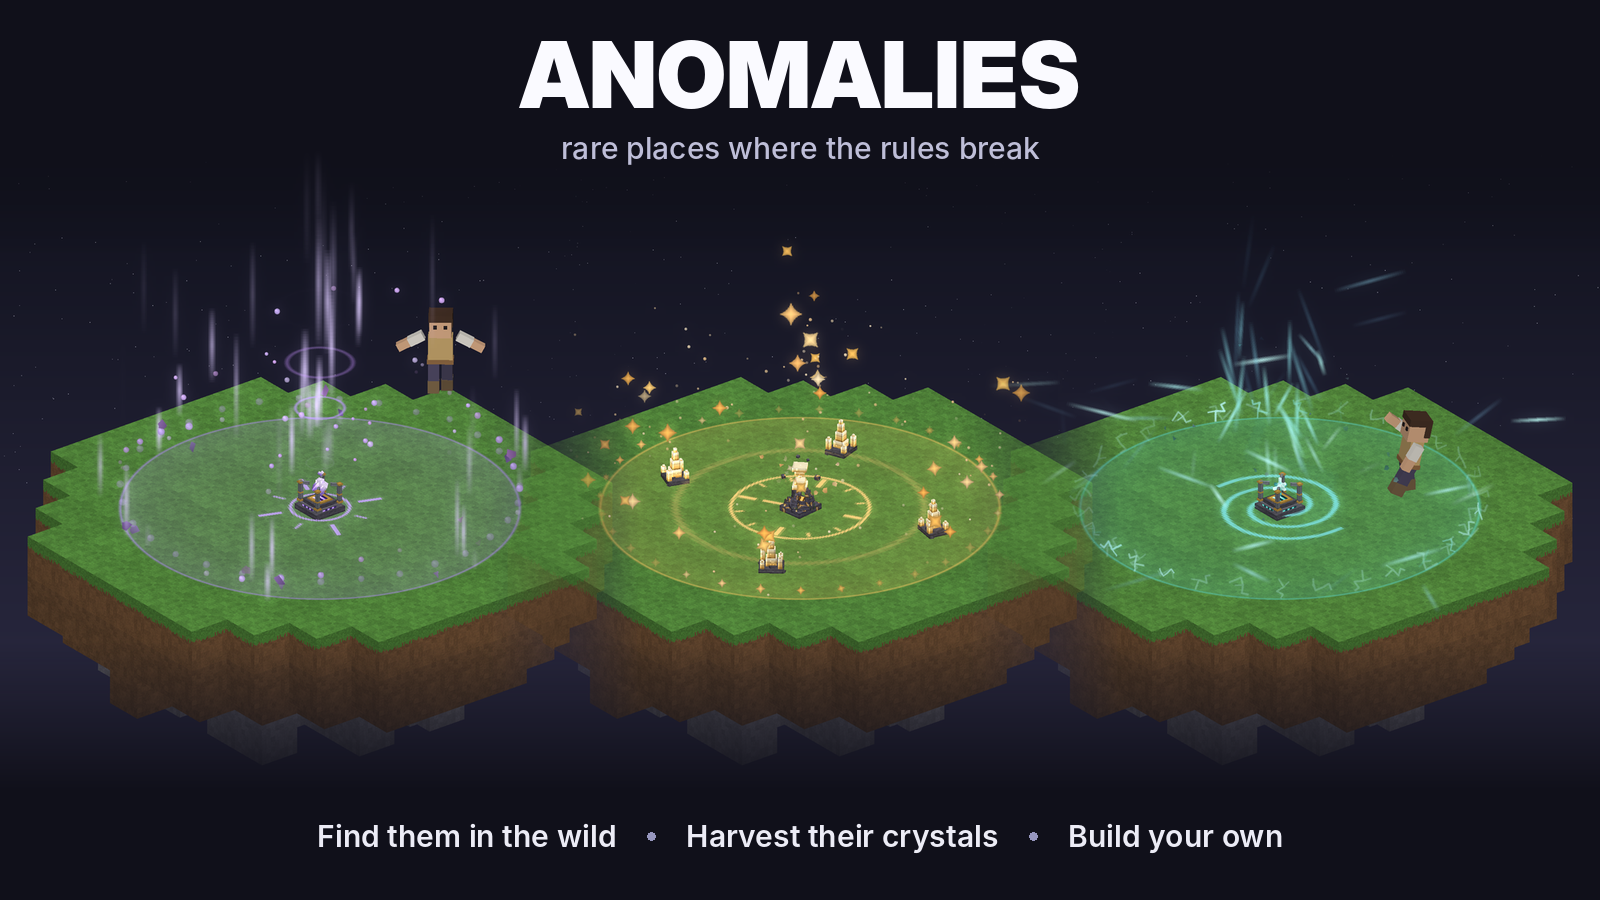 ANOMALIES
rare places where the rules break
Find them in the wild • Harvest their crystals • Build your own